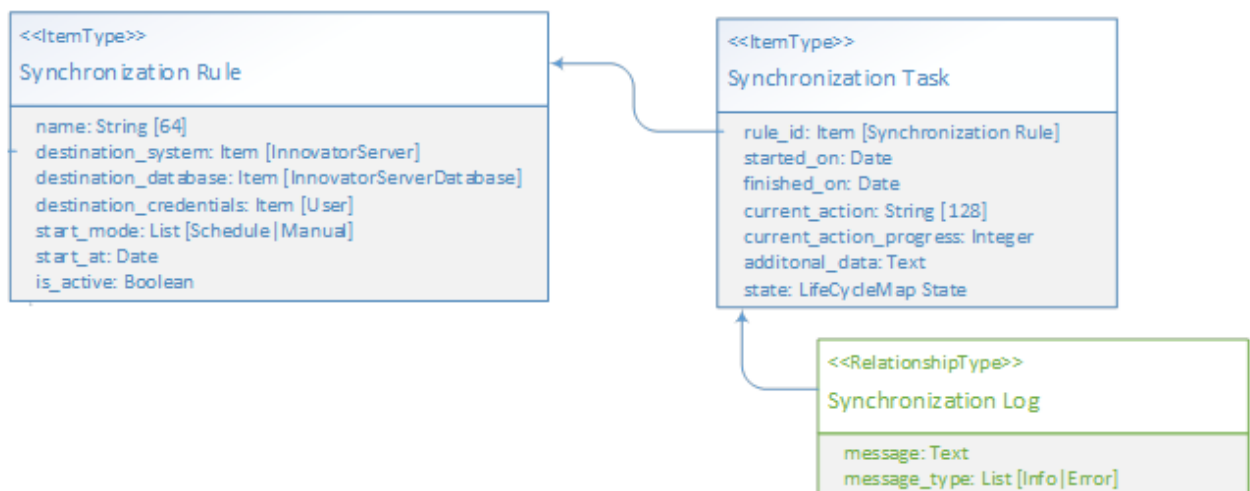 <<ItemType>>
Synchronization Rule
name: String [64]
destination_system: Item [InnovatorServer]
destination_database: Item [InnovatorServerDatabase]
destination_credentials: Item [User]
start_mode: List [Schedule|Manual]
start_at: Date
is_active: Boolean
<<ItemType>>
Synchronization Task
rule_id: Item [Synchronization Rule]
started_on: Date
finished_on: Date
current_action: String [128]
current_action_progress: Integer
additonal_data: Text
state: LifeCycleMap State
<<RelationshipType>>
Synchronization Log
message: Text
message_type: List [Info|Error]